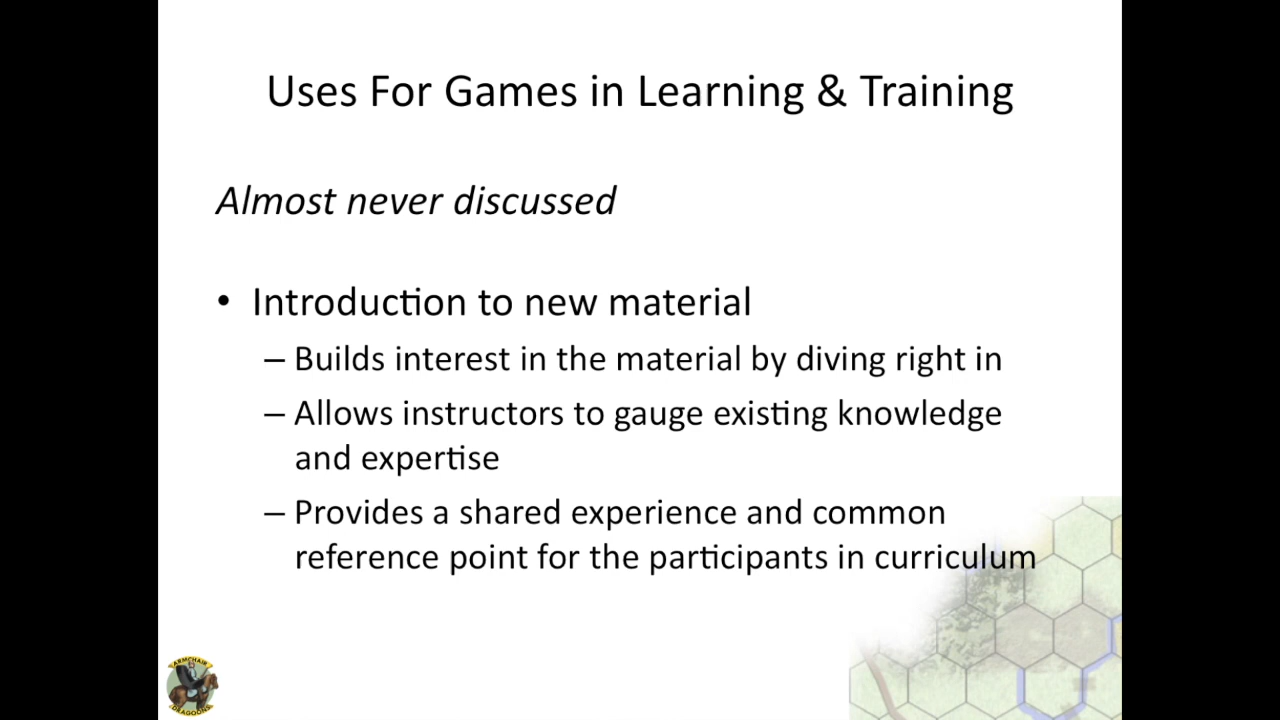 Uses For Games in Learning & Training
Almost never discussed
• Introduction to new material
– Builds interest in the material by diving right in
– Allows instructors to gauge existing knowledge
and expertise
– Provides a shared experience and common
reference point for the participants in curriculum
ARMCHAIR
DRAGOONS